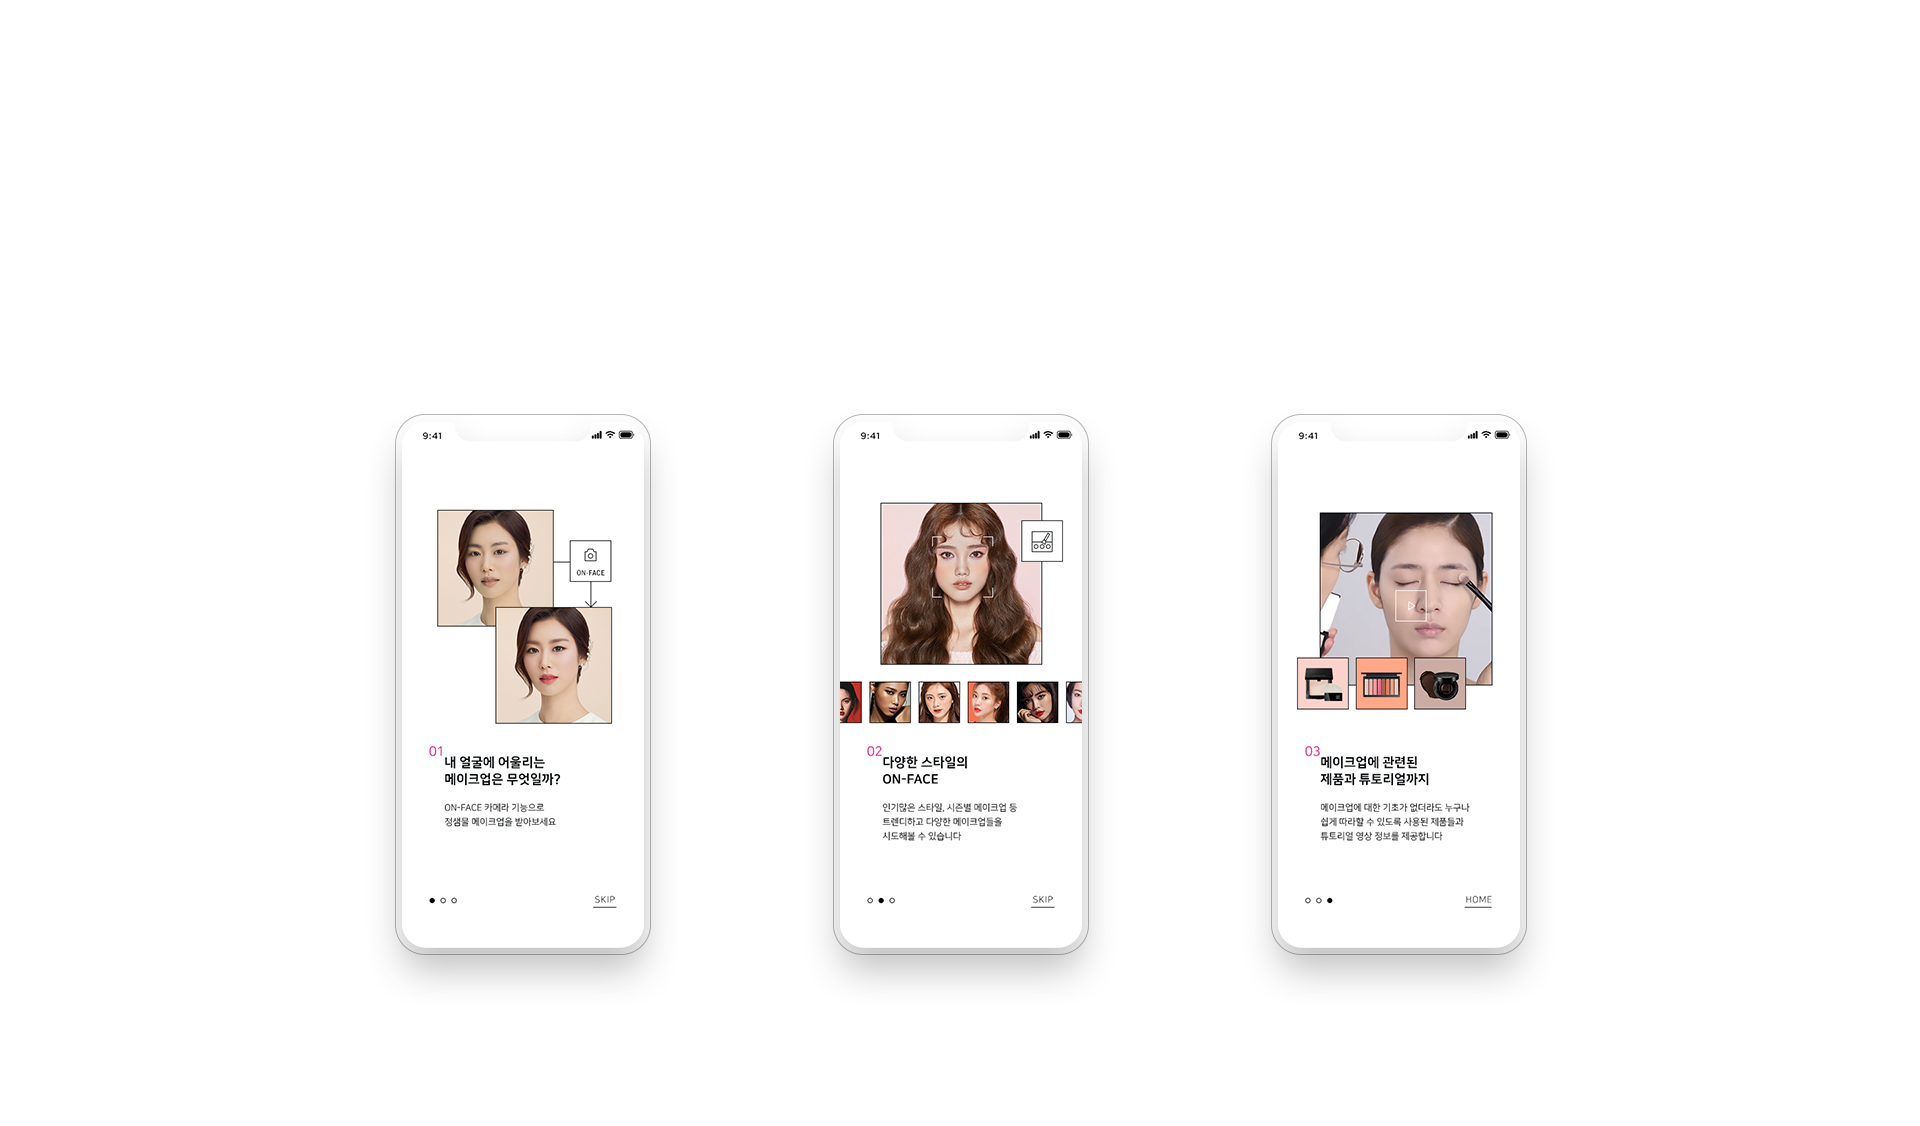 9:41
ON-FACE
01
내 얼굴에 어울리는
메이크업은 무엇일까?
ON-FACE 카메라 기능으로
정샘물 메이크업을 받아보세요
SKIP
9:41
02
다양한 스타일의
ON-FACE
인기많은 스타일, 시즌별 메이크업 등
트렌디하고 다양한 메이크업들을
시도해볼 수 있습니다
SKIP
9:41
03
메이크업에 관련된
제품과 튜토리얼까지
메이크업에 대한 기초가 없더라도 누구나
쉽게 따라할 수 있도록 사용된 제품들과
튜토리얼 영상 정보를 제공합니다
HOME